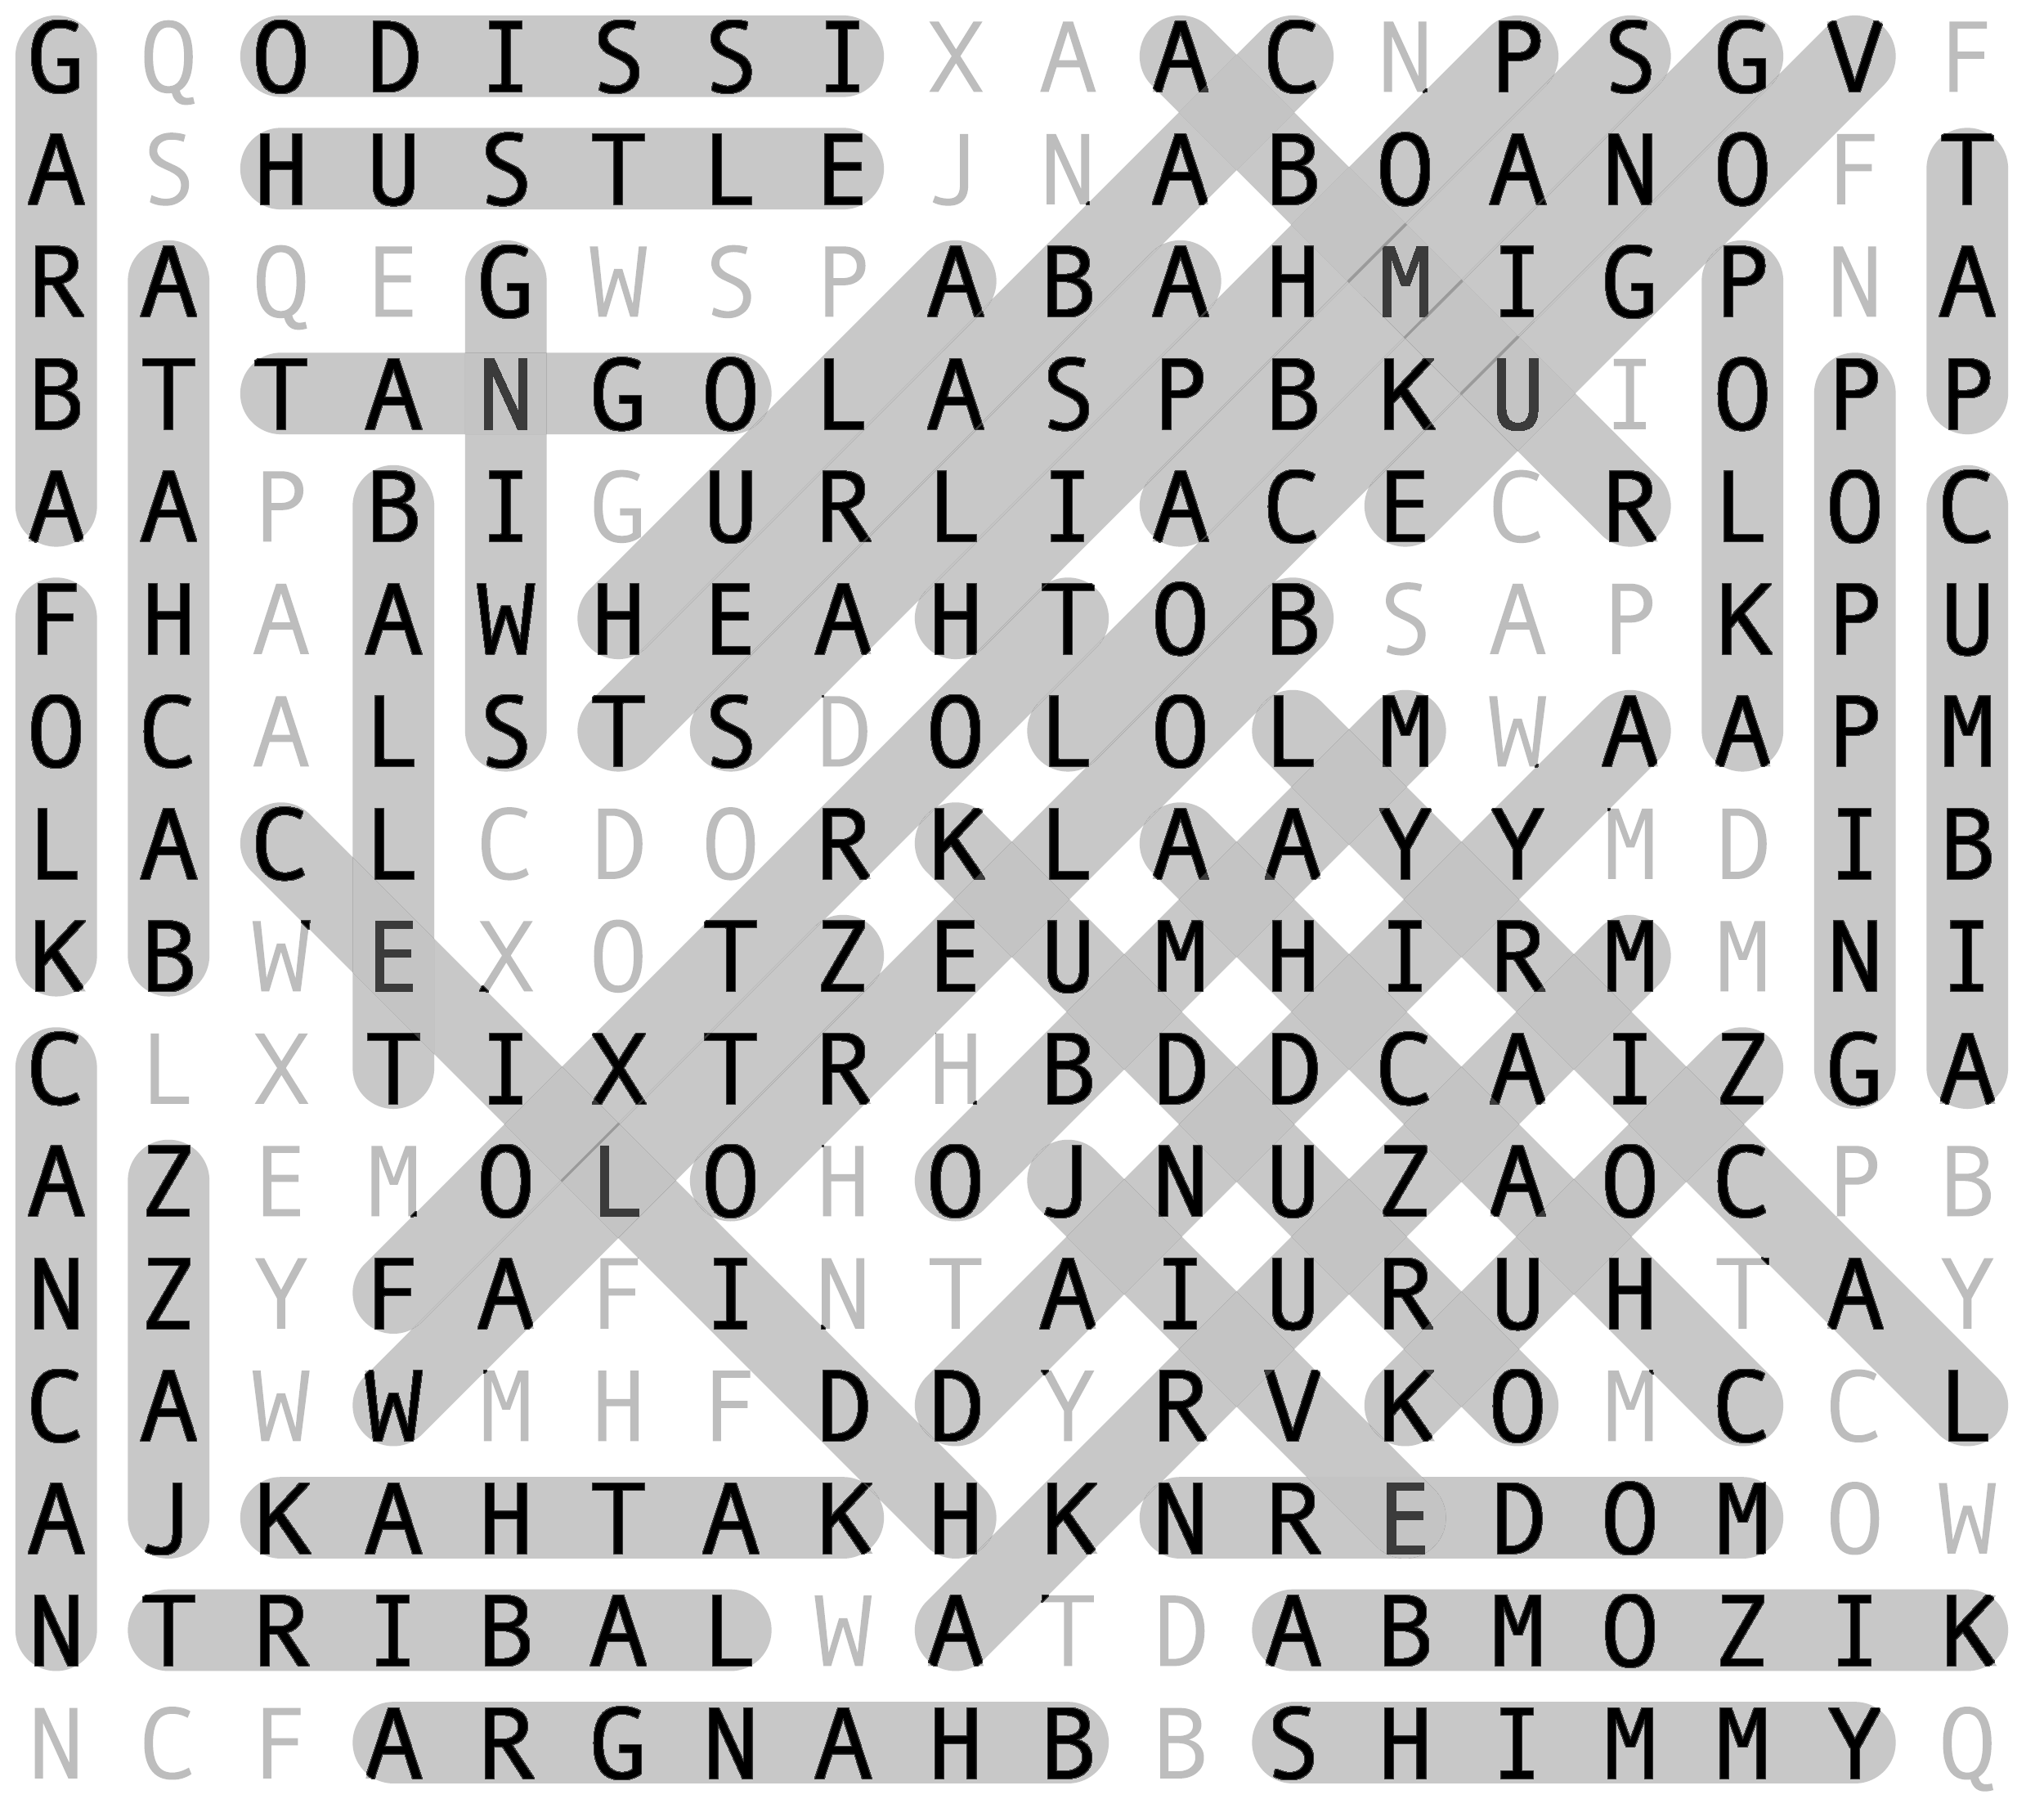 G Q O D I S S I X A A C N P S G V F
A S H U S T L E J N A B O A N O F T
R A Q E G W S P A B A H M I G P N A
B T T A N G O L A S P B K U I O P P
A A P B I G U R L I A C E C R L O C
F H A A W H E A H T O B S A P K P U
O C A L S T S D O L O L M W A A P M
L A C L C D O R K L A A Y Y M D I B
K B W E X O T Z E U M H I R M M N I
C L X T I X T R H B D D C A I Z G A
A Z E M O L O H O J N U Z A O C P B
N Z Y F A F I N T A I U R U H T A Y
C A W W M H F D D Y R V K O M C C L
A J K A H T A K H K N R E D O M O W
N T R I B A L W A T D A B M O Z I K
N C F A R G N A H B B S H I M M Y Q